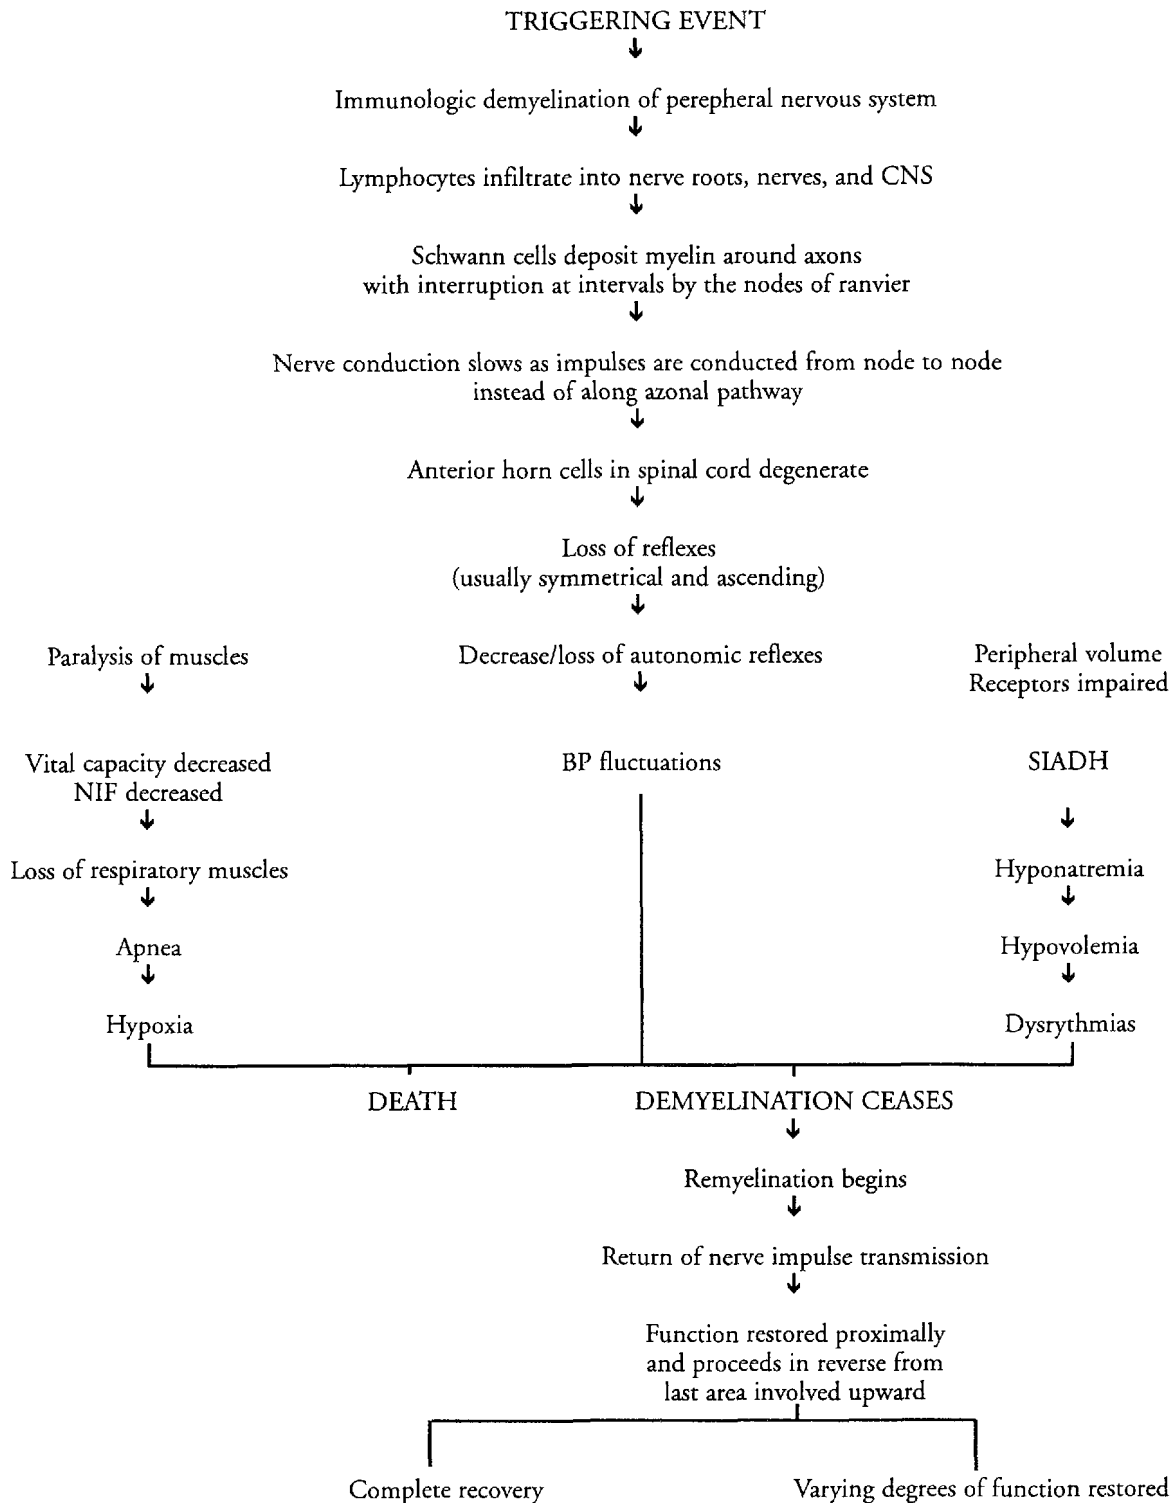 TRIGGERING EVENT
Immunologic demyelination of perepheral nervous system
Lymphocytes infiltrate into nerve roots, nerves, and CNS
Schwann cells deposit myelin around axons
with interruption at intervals by the nodes of ranvier
Nerve conduction slows as impulses are conducted from node to node
instead of along azonal pathway
Anterior horn cells in spinal cord degenerate
Loss of reflexes
(usually symmetrical and ascending)
Paralysis of muscles
Decrease/loss of autonomic reflexes
Peripheral volume
Receptors impaired
Vital capacity decreased
NIF decreased
BP fluctuations
SIADH
Loss of respiratory muscles
Hyponatremia
Apnea
Hypovolemia
Hypoxia
Dysrythmias
DEATH
DEMYELINATION CEASES
Remyelination begins
Return of nerve impulse transmission
Function restored proximally
and proceeds in reverse from
last area involved upward
Complete recovery
Varying degrees of function restored